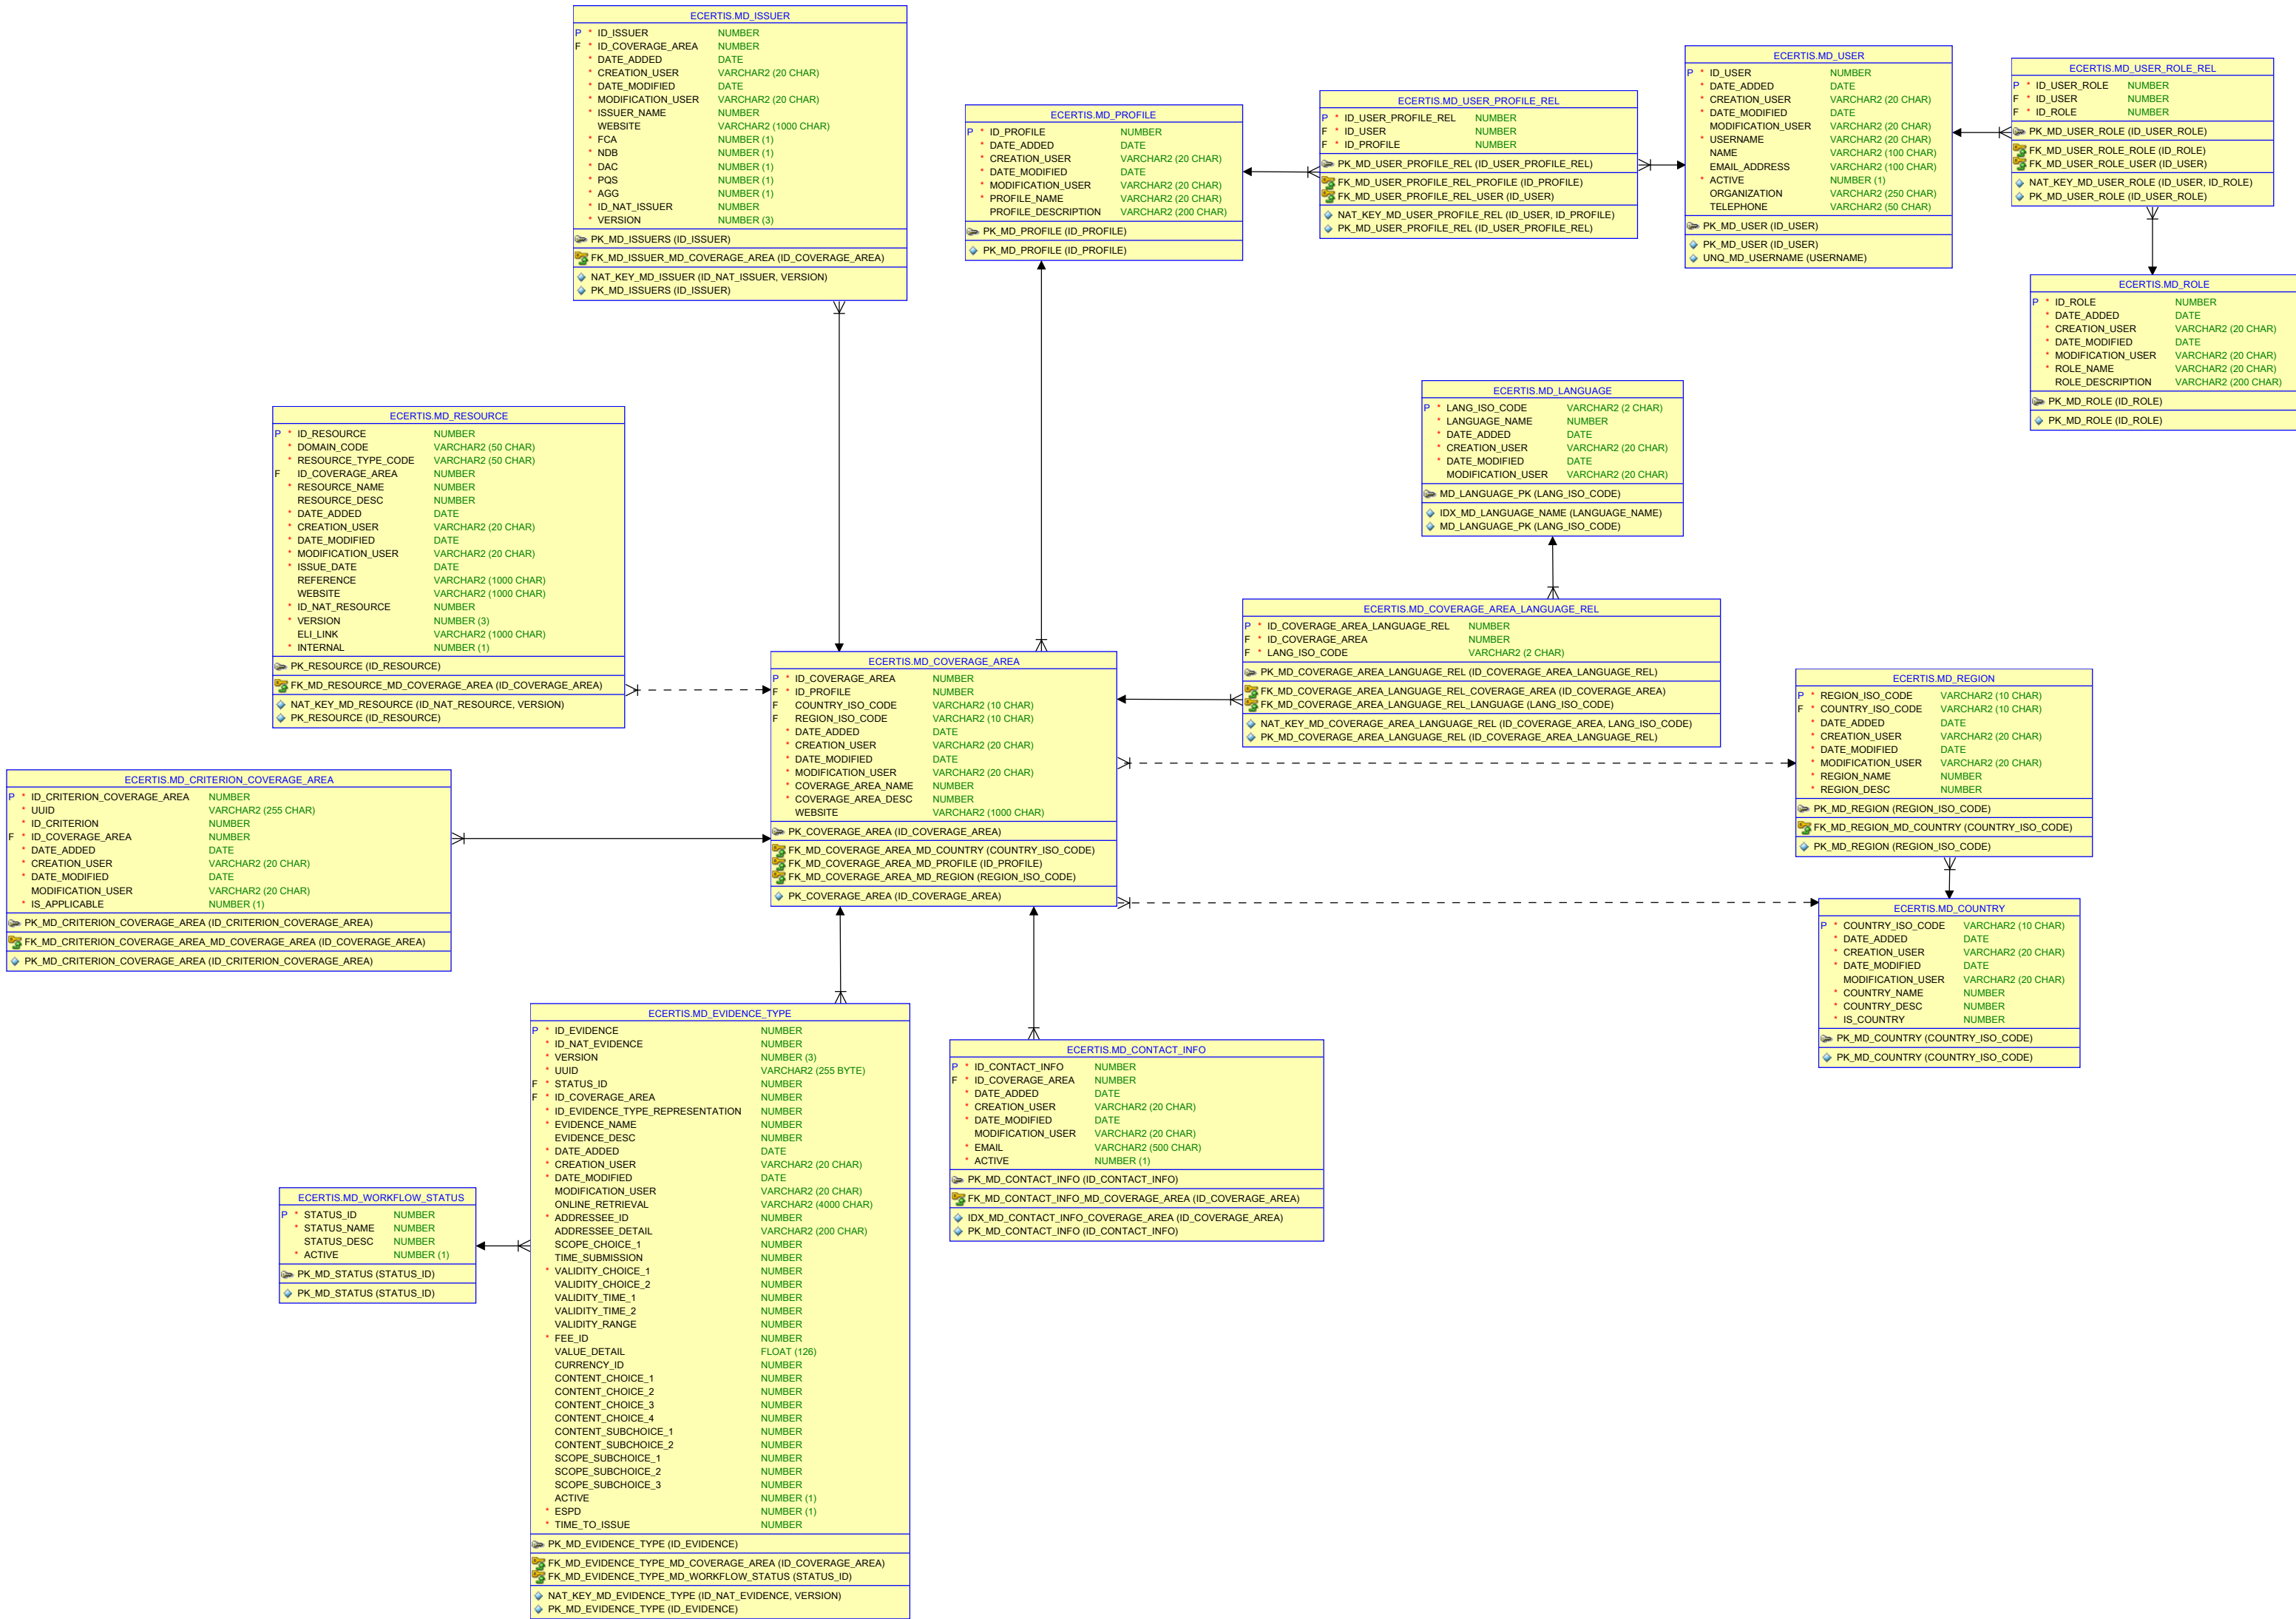 ECERTIS.MD_ISSUER
P * ID_ISSUER NUMBER
F * ID_COVERAGE_AREA NUMBER
* DATE_ADDED DATE
* CREATION_USER VARCHAR2 (20 CHAR)
* DATE_MODIFIED DATE
* MODIFICATION_USER VARCHAR2 (20 CHAR)
* ISSUER_NAME NUMBER
WEBSITE VARCHAR2 (1000 CHAR)
* FCA NUMBER (1)
* NDB NUMBER (1)
* DAC NUMBER (1)
* PQS NUMBER (1)
* AGG NUMBER (1)
* ID_NAT_ISSUER NUMBER
* VERSION NUMBER (3)
PK_MD_ISSUERS (ID_ISSUER)
FK_MD_ISSUER_MD_COVERAGE_AREA (ID_COVERAGE_AREA)
NAT_KEY_MD_ISSUER (ID_NAT_ISSUER, VERSION)
PK_MD_ISSUERS (ID_ISSUER)
ECERTIS.MD_PROFILE
P * ID_PROFILE NUMBER
* DATE_ADDED DATE
* CREATION_USER VARCHAR2 (20 CHAR)
* DATE_MODIFIED DATE
* MODIFICATION_USER VARCHAR2 (20 CHAR)
* PROFILE_NAME VARCHAR2 (20 CHAR)
PROFILE_DESCRIPTION VARCHAR2 (200 CHAR)
PK_MD_PROFILE (ID_PROFILE)
PK_MD_PROFILE (ID_PROFILE)
ECERTIS.MD_USER_PROFILE_REL
P * ID_USER_PROFILE_REL NUMBER
F * ID_USER NUMBER
F * ID_PROFILE NUMBER
PK_MD_USER_PROFILE_REL (ID_USER_PROFILE_REL)
FK_MD_USER_PROFILE_REL_PROFILE (ID_PROFILE)
FK_MD_USER_PROFILE_REL_USER (ID_USER)
NAT_KEY_MD_USER_PROFILE_REL (ID_USER, ID_PROFILE)
PK_MD_USER_PROFILE_REL (ID_USER_PROFILE_REL)
ECERTIS.MD_USER
P * ID_USER NUMBER
* DATE_ADDED DATE
* CREATION_USER VARCHAR2 (20 CHAR)
* DATE_MODIFIED DATE
MODIFICATION_USER VARCHAR2 (20 CHAR)
* USERNAME VARCHAR2 (20 CHAR)
NAME VARCHAR2 (100 CHAR)
EMAIL_ADDRESS VARCHAR2 (100 CHAR)
* ACTIVE NUMBER (1)
ORGANIZATION VARCHAR2 (250 CHAR)
TELEPHONE VARCHAR2 (50 CHAR)
PK_MD_USER (ID_USER)
PK_MD_USER (ID_USER)
UNQ_MD_USERNAME (USERNAME)
ECERTIS.MD_USER_ROLE_REL
P * ID_USER_ROLE NUMBER
F * ID_USER NUMBER
F * ID_ROLE NUMBER
PK_MD_USER_ROLE (ID_USER_ROLE)
FK_MD_USER_ROLE_ROLE (ID_ROLE)
FK_MD_USER_ROLE_USER (ID_USER)
NAT_KEY_MD_USER_ROLE (ID_USER, ID_ROLE)
PK_MD_USER_ROLE (ID_USER_ROLE)
ECERTIS.MD_ROLE
P * ID_ROLE NUMBER
* DATE_ADDED DATE
* CREATION_USER VARCHAR2 (20 CHAR)
* DATE_MODIFIED DATE
* MODIFICATION_USER VARCHAR2 (20 CHAR)
* ROLE_NAME VARCHAR2 (20 CHAR)
ROLE_DESCRIPTION VARCHAR2 (200 CHAR)
PK_MD_ROLE (ID_ROLE)
PK_MD_ROLE (ID_ROLE)
ECERTIS.MD_LANGUAGE
P * LANG_ISO_CODE VARCHAR2 (2 CHAR)
* LANGUAGE_NAME NUMBER
* DATE_ADDED DATE
* CREATION_USER VARCHAR2 (20 CHAR)
* DATE_MODIFIED DATE
MODIFICATION_USER VARCHAR2 (20 CHAR)
MD_LANGUAGE_PK (LANG_ISO_CODE)
IDX_MD_LANGUAGE_NAME (LANGUAGE_NAME)
MD_LANGUAGE_PK (LANG_ISO_CODE)
ECERTIS.MD_RESOURCE
P * ID_RESOURCE NUMBER
* DOMAIN_CODE VARCHAR2 (50 CHAR)
* RESOURCE_TYPE_CODE VARCHAR2 (50 CHAR)
F ID_COVERAGE_AREA NUMBER
* RESOURCE_NAME NUMBER
RESOURCE_DESC NUMBER
* DATE_ADDED DATE
* CREATION_USER VARCHAR2 (20 CHAR)
* DATE_MODIFIED DATE
* MODIFICATION_USER VARCHAR2 (20 CHAR)
* ISSUE_DATE DATE
REFERENCE VARCHAR2 (1000 CHAR)
WEBSITE VARCHAR2 (1000 CHAR)
* ID_NAT_RESOURCE NUMBER
* VERSION NUMBER (3)
ELI_LINK VARCHAR2 (1000 CHAR)
* INTERNAL NUMBER (1)
PK_RESOURCE (ID_RESOURCE)
FK_MD_RESOURCE_MD_COVERAGE_AREA (ID_COVERAGE_AREA)
NAT_KEY_MD_RESOURCE (ID_NAT_RESOURCE, VERSION)
PK_RESOURCE (ID_RESOURCE)
ECERTIS.MD_COVERAGE_AREA_LANGUAGE_REL
P * ID_COVERAGE_AREA_LANGUAGE_REL NUMBER
F * ID_COVERAGE_AREA NUMBER
F * LANG_ISO_CODE VARCHAR2 (2 CHAR)
PK_MD_COVERAGE_AREA_LANGUAGE_REL (ID_COVERAGE_AREA_LANGUAGE_REL)
FK_MD_COVERAGE_AREA_LANGUAGE_REL_COVERAGE_AREA (ID_COVERAGE_AREA)
FK_MD_COVERAGE_AREA_LANGUAGE_REL_LANGUAGE (LANG_ISO_CODE)
NAT_KEY_MD_COVERAGE_AREA_LANGUAGE_REL (ID_COVERAGE_AREA, LANG_ISO_CODE)
PK_MD_COVERAGE_AREA_LANGUAGE_REL (ID_COVERAGE_AREA_LANGUAGE_REL)
ECERTIS.MD_COVERAGE_AREA
P * ID_COVERAGE_AREA NUMBER
F * ID_PROFILE NUMBER
F COUNTRY_ISO_CODE VARCHAR2 (10 CHAR)
F REGION_ISO_CODE VARCHAR2 (10 CHAR)
* DATE_ADDED DATE
* CREATION_USER VARCHAR2 (20 CHAR)
* DATE_MODIFIED DATE
* MODIFICATION_USER VARCHAR2 (20 CHAR)
* COVERAGE_AREA_NAME NUMBER
* COVERAGE_AREA_DESC NUMBER
WEBSITE VARCHAR2 (1000 CHAR)
PK_COVERAGE_AREA (ID_COVERAGE_AREA)
FK_MD_COVERAGE_AREA_MD_COUNTRY (COUNTRY_ISO_CODE)
FK_MD_COVERAGE_AREA_MD_PROFILE (ID_PROFILE)
FK_MD_COVERAGE_AREA_MD_REGION (REGION_ISO_CODE)
PK_COVERAGE_AREA (ID_COVERAGE_AREA)
ECERTIS.MD_REGION
P * REGION_ISO_CODE VARCHAR2 (10 CHAR)
F * COUNTRY_ISO_CODE VARCHAR2 (10 CHAR)
* DATE_ADDED DATE
* CREATION_USER VARCHAR2 (20 CHAR)
* DATE_MODIFIED DATE
* MODIFICATION_USER VARCHAR2 (20 CHAR)
* REGION_NAME NUMBER
* REGION_DESC NUMBER
PK_MD_REGION (REGION_ISO_CODE)
FK_MD_REGION_MD_COUNTRY (COUNTRY_ISO_CODE)
PK_MD_REGION (REGION_ISO_CODE)
ECERTIS.MD_CRITERION_COVERAGE_AREA
P * ID_CRITERION_COVERAGE_AREA NUMBER
* UUID VARCHAR2 (255 CHAR)
* ID_CRITERION NUMBER
F * ID_COVERAGE_AREA NUMBER
* DATE_ADDED DATE
* CREATION_USER VARCHAR2 (20 CHAR)
* DATE_MODIFIED DATE
MODIFICATION_USER VARCHAR2 (20 CHAR)
* IS_APPLICABLE NUMBER (1)
PK_MD_CRITERION_COVERAGE_AREA (ID_CRITERION_COVERAGE_AREA)
FK_MD_CRITERION_COVERAGE_AREA_MD_COVERAGE_AREA (ID_COVERAGE_AREA)
PK_MD_CRITERION_COVERAGE_AREA (ID_CRITERION_COVERAGE_AREA)
ECERTIS.MD_COUNTRY
P * COUNTRY_ISO_CODE VARCHAR2 (10 CHAR)
* DATE_ADDED DATE
* CREATION_USER VARCHAR2 (20 CHAR)
* DATE_MODIFIED DATE
MODIFICATION_USER VARCHAR2 (20 CHAR)
* COUNTRY_NAME NUMBER
* COUNTRY_DESC NUMBER
* IS_COUNTRY NUMBER
PK_MD_COUNTRY (COUNTRY_ISO_CODE)
PK_MD_COUNTRY (COUNTRY_ISO_CODE)
ECERTIS.MD_EVIDENCE_TYPE
P * ID_EVIDENCE NUMBER
* ID_NAT_EVIDENCE NUMBER
* VERSION NUMBER (3)
* UUID VARCHAR2 (255 BYTE)
F * STATUS_ID NUMBER
F * ID_COVERAGE_AREA NUMBER
* ID_EVIDENCE_TYPE_REPRESENTATION NUMBER
* EVIDENCE_NAME NUMBER
EVIDENCE_DESC NUMBER
* DATE_ADDED DATE
* CREATION_USER VARCHAR2 (20 CHAR)
* DATE_MODIFIED DATE
MODIFICATION_USER VARCHAR2 (20 CHAR)
ONLINE_RETRIEVAL VARCHAR2 (4000 CHAR)
* ADDRESSEE_ID NUMBER
ADDRESSEE_DETAIL VARCHAR2 (200 CHAR)
SCOPE_CHOICE_1 NUMBER
TIME_SUBMISSION NUMBER
* VALIDITY_CHOICE_1 NUMBER
VALIDITY_CHOICE_2 NUMBER
VALIDITY_TIME_1 NUMBER
VALIDITY_TIME_2 NUMBER
VALIDITY_RANGE NUMBER
* FEE_ID NUMBER
VALUE_DETAIL FLOAT (126)
CURRENCY_ID NUMBER
CONTENT_CHOICE_1 NUMBER
CONTENT_CHOICE_2 NUMBER
CONTENT_CHOICE_3 NUMBER
CONTENT_CHOICE_4 NUMBER
CONTENT_SUBCHOICE_1 NUMBER
CONTENT_SUBCHOICE_2 NUMBER
SCOPE_SUBCHOICE_1 NUMBER
SCOPE_SUBCHOICE_2 NUMBER
SCOPE_SUBCHOICE_3 NUMBER
ACTIVE NUMBER (1)
* ESPD NUMBER (1)
* TIME_TO_ISSUE NUMBER
PK_MD_EVIDENCE_TYPE (ID_EVIDENCE)
FK_MD_EVIDENCE_TYPE_MD_COVERAGE_AREA (ID_COVERAGE_AREA)
FK_MD_EVIDENCE_TYPE_MD_WORKFLOW_STATUS (STATUS_ID)
NAT_KEY_MD_EVIDENCE_TYPE (ID_NAT_EVIDENCE, VERSION)
PK_MD_EVIDENCE_TYPE (ID_EVIDENCE)
ECERTIS.MD_CONTACT_INFO
P * ID_CONTACT_INFO NUMBER
F * ID_COVERAGE_AREA NUMBER
* DATE_ADDED DATE
* CREATION_USER VARCHAR2 (20 CHAR)
* DATE_MODIFIED DATE
MODIFICATION_USER VARCHAR2 (20 CHAR)
* EMAIL VARCHAR2 (500 CHAR)
* ACTIVE NUMBER (1)
PK_MD_CONTACT_INFO (ID_CONTACT_INFO)
FK_MD_CONTACT_INFO_MD_COVERAGE_AREA (ID_COVERAGE_AREA)
IDX_MD_CONTACT_INFO_COVERAGE_AREA (ID_COVERAGE_AREA)
PK_MD_CONTACT_INFO (ID_CONTACT_INFO)
ECERTIS.MD_WORKFLOW_STATUS
P * STATUS_ID NUMBER
* STATUS_NAME NUMBER
STATUS_DESC NUMBER
* ACTIVE NUMBER (1)
PK_MD_STATUS (STATUS_ID)
PK_MD_STATUS (STATUS_ID)